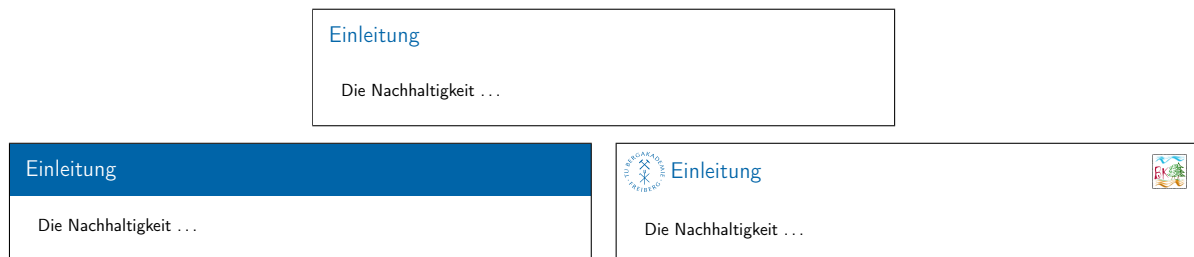 Einleitung
Die Nachhaltigkeit . . .
Einleitung
Die Nachhaltigkeit . . .
TU BERGAKADEMIE
FREIBERG
Einleitung
Die Nachhaltigkeit . . .